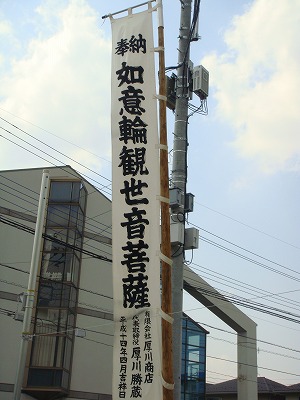 奉納
如意輪観世音菩薩
有限会社 厚川商店
代表取締役 厚川勝蔵
平成十四年四月吉祥日